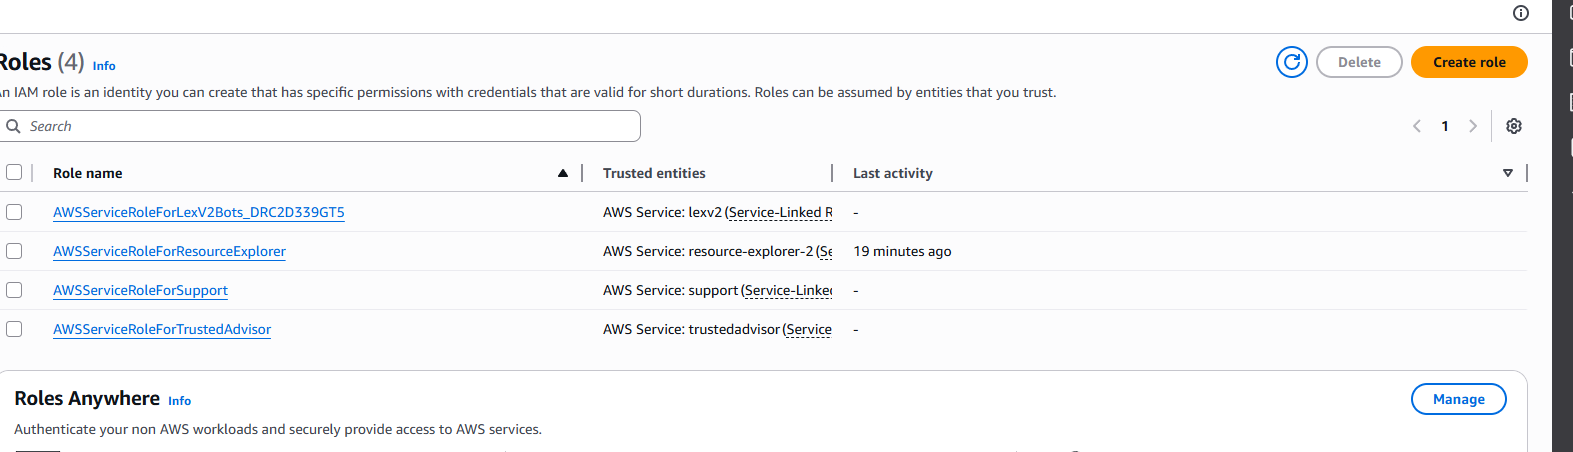 Roles (4) Info
Delete
Create role
An IAM role is an identity you can create that has specific permissions with credentials that are valid for short durations. Roles can be assumed by entities that you trust.
Search
1
Role name
Trusted entities
Last activity
AWSServiceRoleForLexV2Bots_DRC2D339GT5
AWS Service: lexv2 (Service-Linked R
-
AWSServiceRoleForResourceExplorer
AWS Service: resource-explorer-2 (Se
19 minutes ago
AWSServiceRoleForSupport
AWS Service: support (Service-Linked
-
AWSServiceRoleForTrustedAdvisor
AWS Service: trustedadvisor (Service
-
Roles Anywhere Info
Manage
Authenticate your non AWS workloads and securely provide access to AWS services.